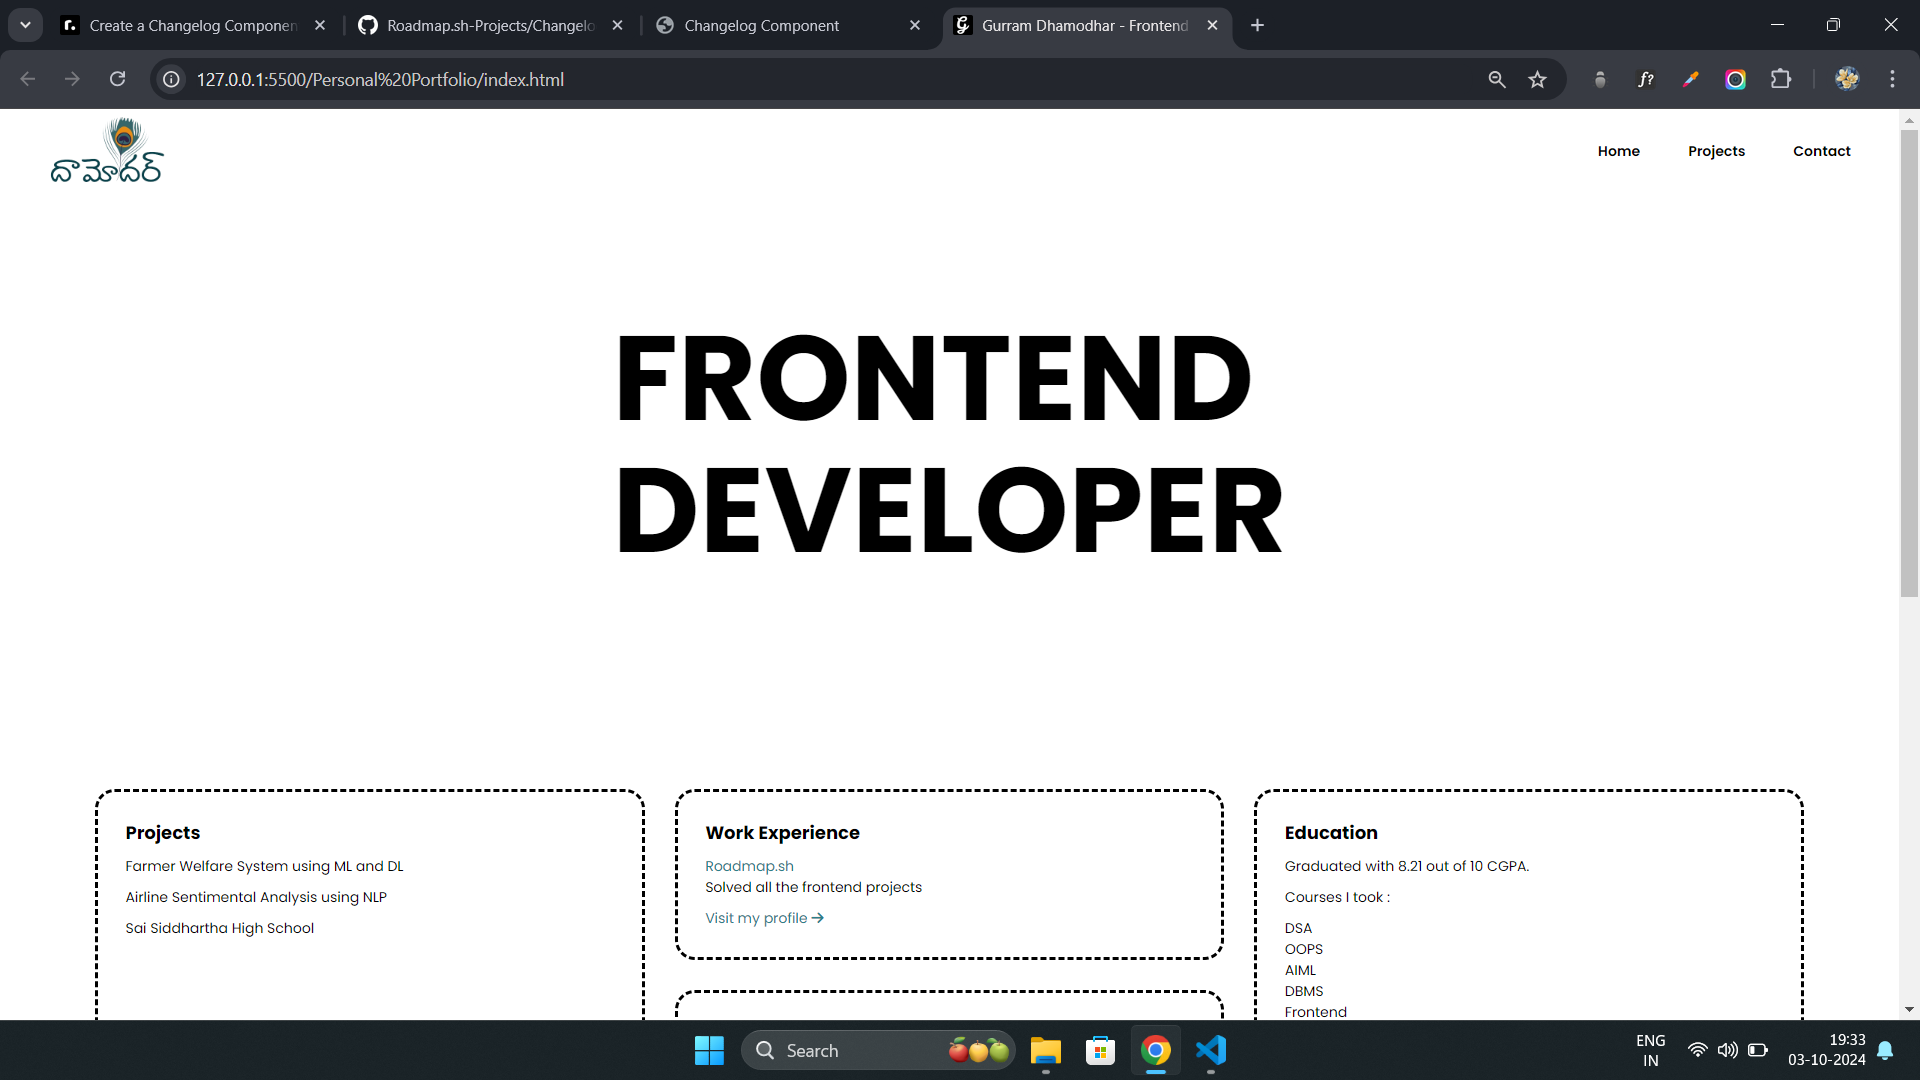 Create a Changelog Componen
Roadmap.sh-Projects/Changelo
Changelog Component
Gurram Dhamodhar - Frontend
127.0.0.1:5500/Personal%20Portfolio/index.html
f?
దామోదర్
Home
Projects
Contact
FRONTEND
DEVELOPER
Projects
Farmer Welfare System using ML and DL
Airline Sentimental Analysis using NLP
Sai Siddhartha High School
Work Experience
Roadmap.sh
Solved all the frontend projects
Visit my profile →
Education
Graduated with 8.21 out of 10 CGPA.
Courses I took :
DSA
OOPS
AIML
DBMS
Frontend
Search
ENG
IN
19:33
03-10-2024